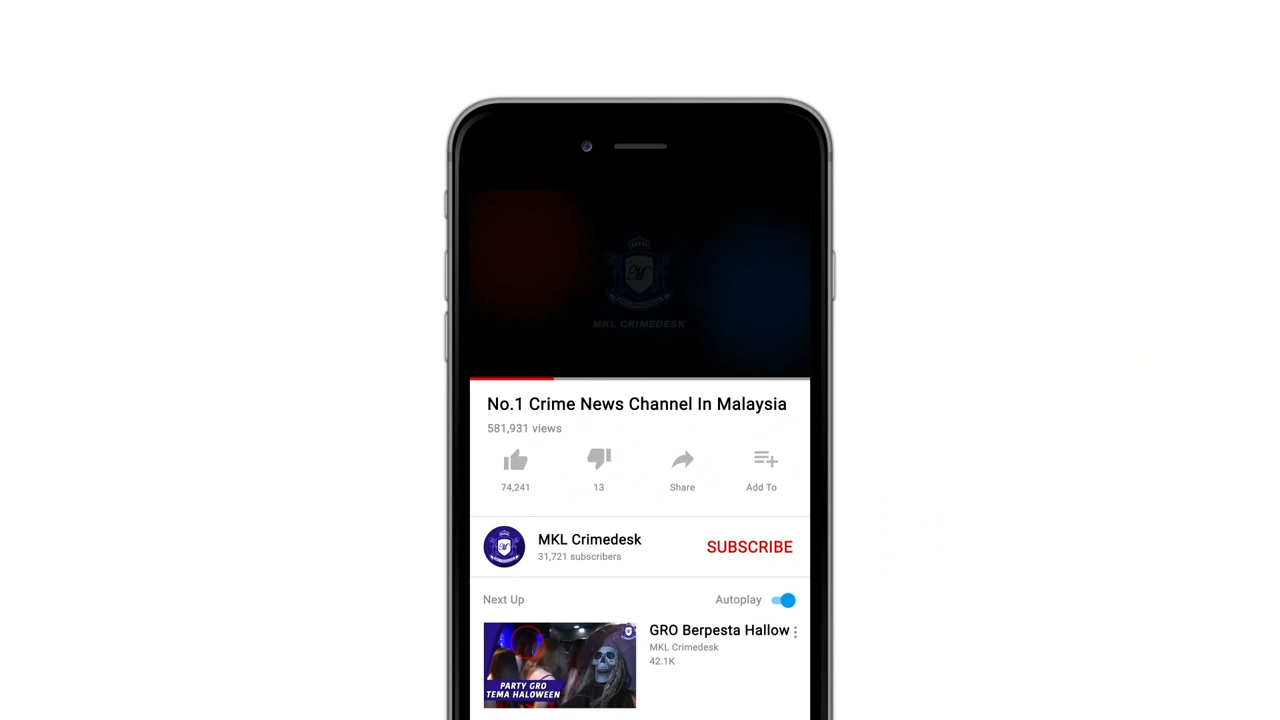 MKL CRIMEDESK
No.1 Crime News Channel In Malaysia
581,931 views
74,241
13
Share
Add To
MKL Crimedesk
31,721 subscribers
SUBSCRIBE
Next Up
Autoplay
GRO Berpesta Hallow
MKL Crimedesk
42.1K
PARTY GRO
TEMA HALOWEEN